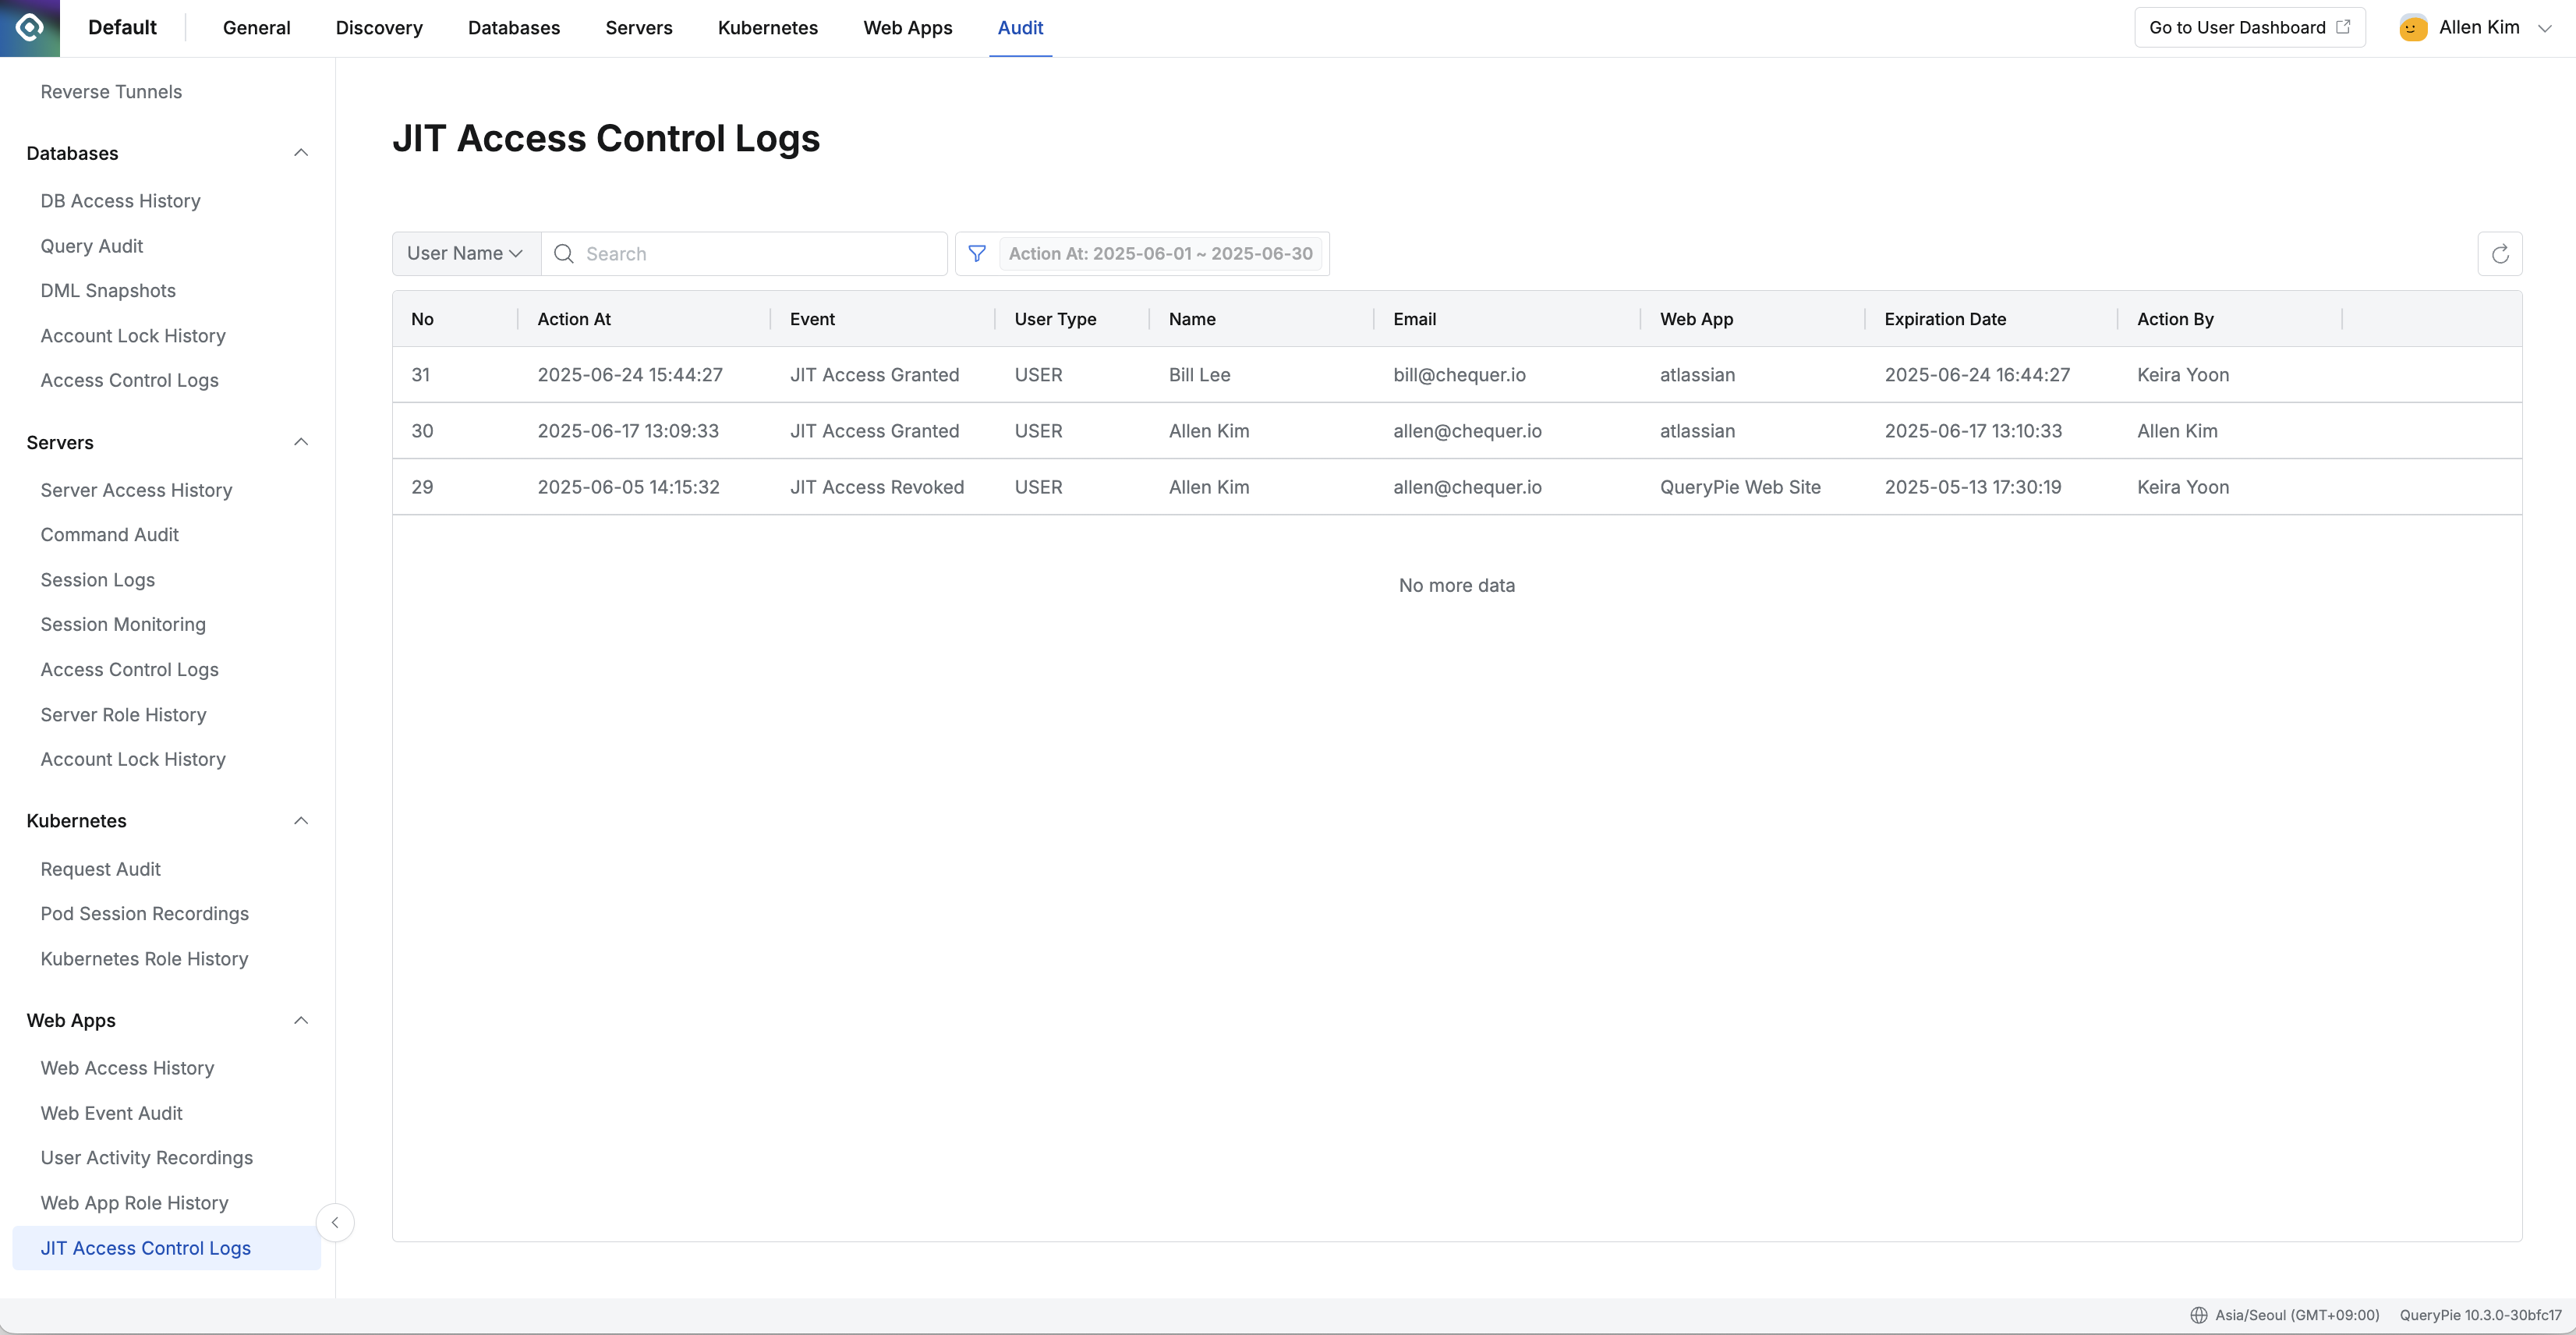 Default
General
Discovery
Databases
Servers
Kubernetes
Web Apps
Audit
Go to User Dashboard
Allen Kim
Reverse Tunnels
Databases
DB Access History
Query Audit
DML Snapshots
Account Lock History
Access Control Logs
Servers
Server Access History
Command Audit
Session Logs
Session Monitoring
Access Control Logs
Server Role History
Account Lock History
Kubernetes
Request Audit
Pod Session Recordings
Kubernetes Role History
Web Apps
Web Access History
Web Event Audit
User Activity Recordings
Web App Role History
JIT Access Control Logs
JIT Access Control Logs
User Name
Search
Action At: 2025-06-01 ~ 2025-06-30
No Action At Event User Type Name Email Web App Expiration Date Action By
31 2025-06-24 15:44:27 JIT Access Granted USER Bill Lee bill@chequer.io atlassian 2025-06-24 16:44:27 Keira Yoon
30 2025-06-17 13:09:33 JIT Access Granted USER Allen Kim allen@chequer.io atlassian 2025-06-17 13:10:33 Allen Kim
29 2025-06-05 14:15:32 JIT Access Revoked USER Allen Kim allen@chequer.io QueryPie Web Site 2025-05-13 17:30:19 Keira Yoon
No more data
Asia/Seoul (GMT+09:00)
QueryPie 10.3.0-30bfc17